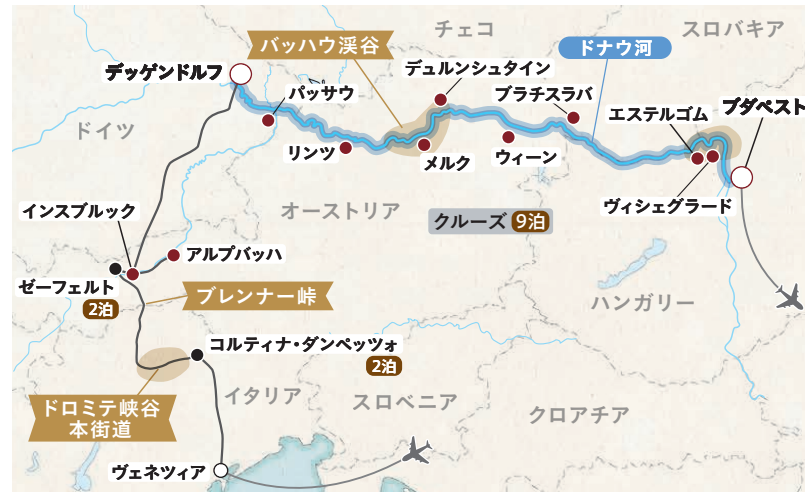 チェコ
スロバキア
バッハウ渓谷
ドナウ河
デッゲンドルフ
デュルンシュタイン
パッサウ
ブラチスラバ
エステルゴム
ブダペスト
ドイツ
リンツ
メルク
ウィーン
ヴィシェグラード
インスブルック
オーストリア
クルーズ 9泊
アルプバッハ
ゼーフェルト
2泊
ブレンナー峠
ハンガリー
コルティナ・ダンペッツォ
2泊
ドロミテ峡谷
本街道
イタリア
スロベニア
クロアチア
ヴェネツィア